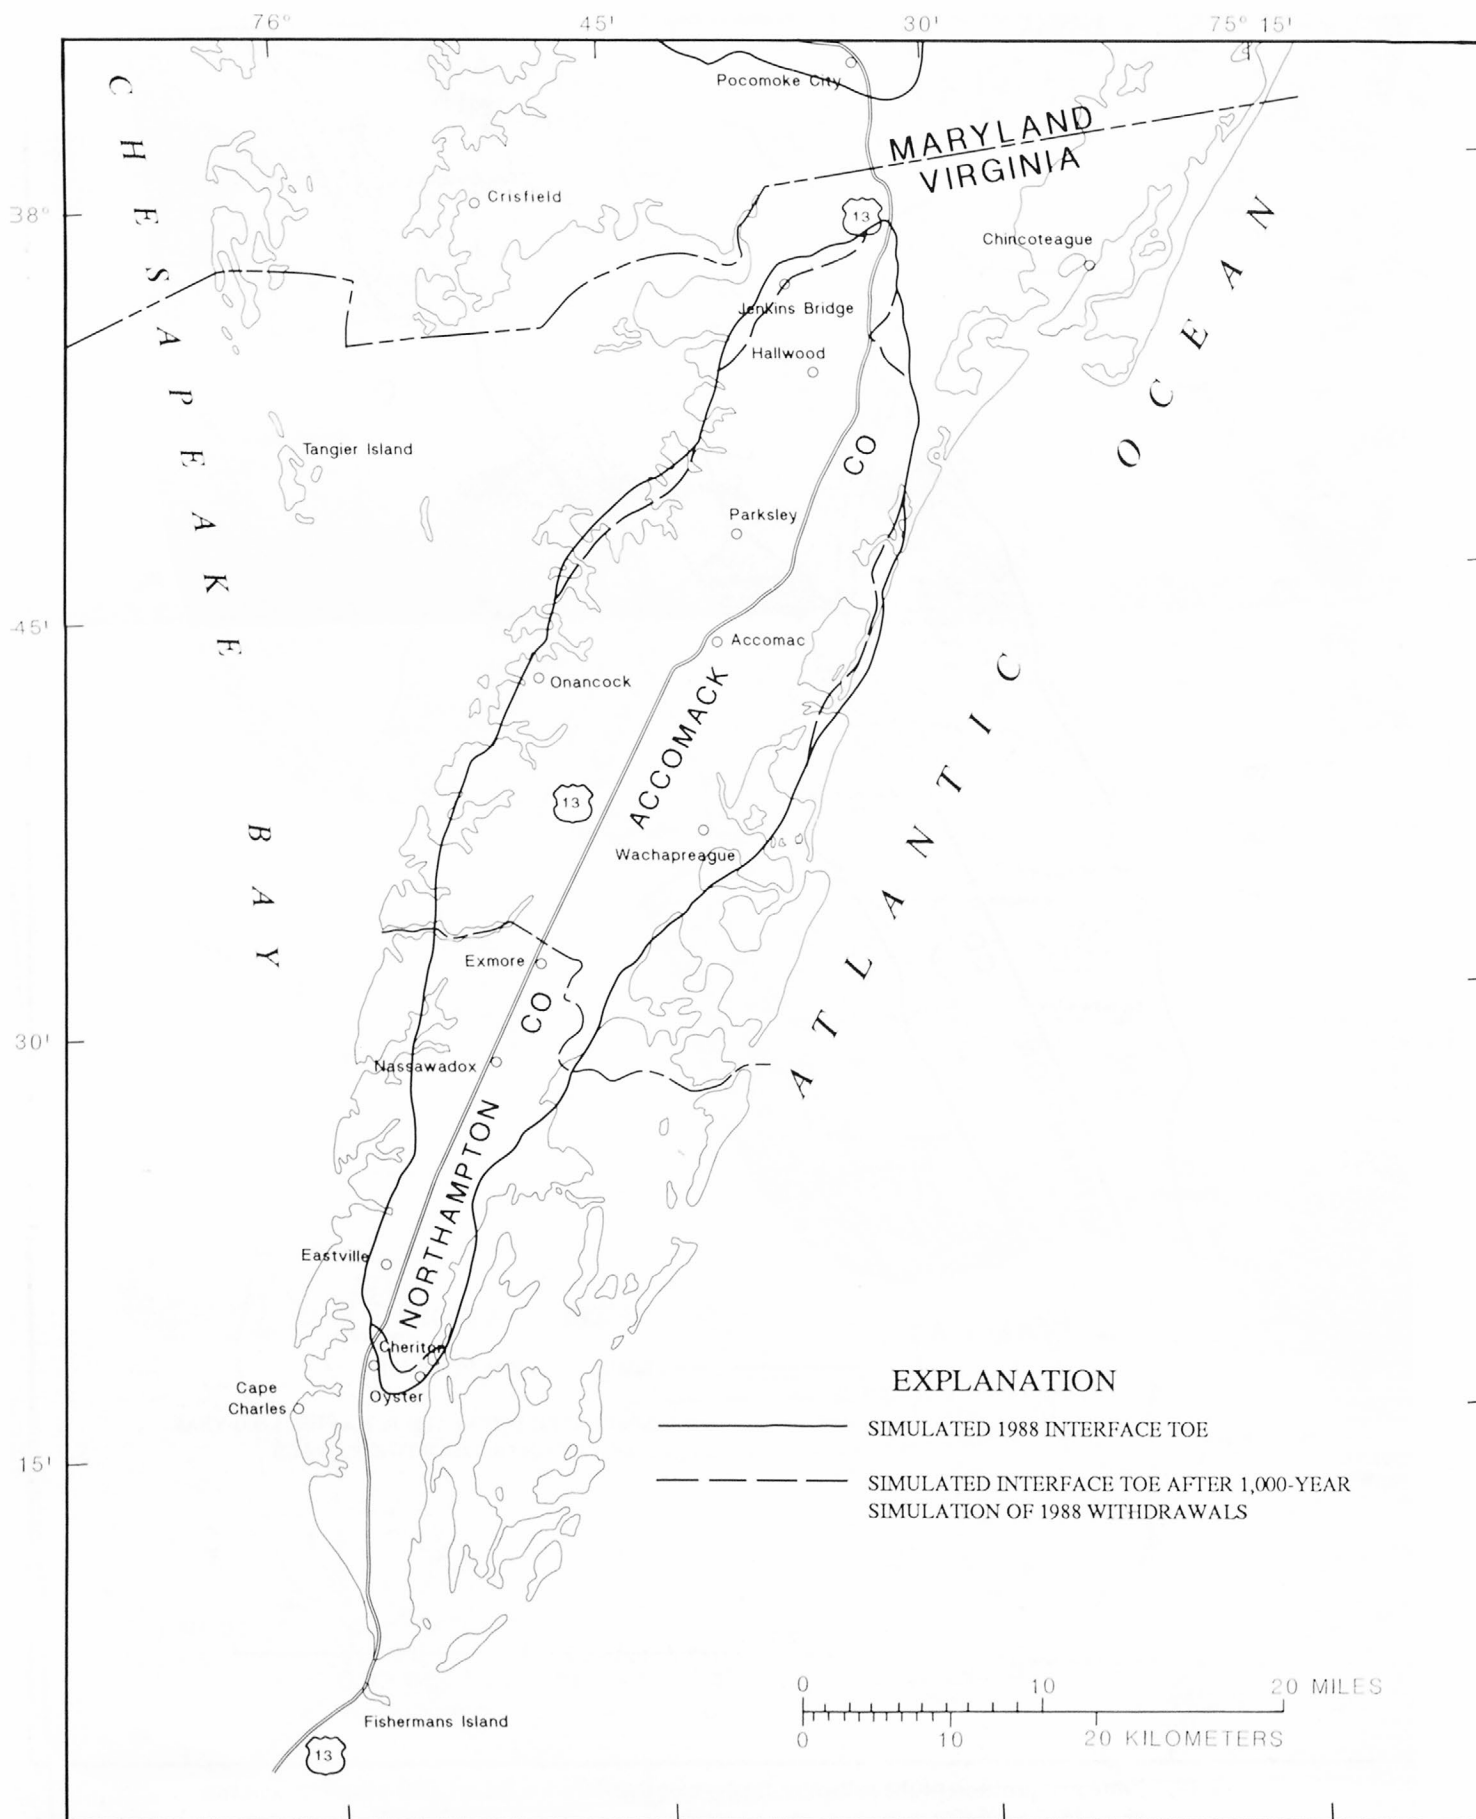 76° 45' 30' 75° 15'
Pocomoke City
MARYLAND
VIRGINIA
38°
Crisfield
13
Chincoteague
Jenkins Bridge
Hallwood
Tangier Island
CHESAPEAKE BAY
ATLANTIC OCEAN
Parksley
45'
Accomac
Onancock
ACCOMACK CO
13
Wachapreague
Exmore
30'
Nassawadox
NORTHAMPTON CO
Eastville
Cheriton
Oyster
Cape
Charles
15'
EXPLANATION
SIMULATED 1988 INTERFACE TOE
SIMULATED INTERFACE TOE AFTER 1,000-YEAR
SIMULATION OF 1988 WITHDRAWALS
0 10 20 MILES
0 10 20 KILOMETERS
Fishermans Island
13